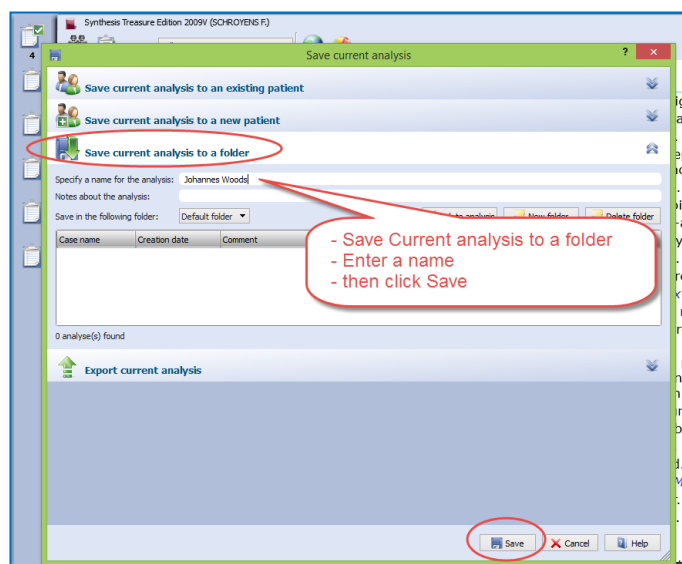 Synthesis Treasure Edition 2009V (SCHROYENS F.)
4
Save current analysis
?
Save current analysis to an existing patient
Save current analysis to a new patient
Save current analysis to a folder
Specify a name for the analysis: Johannes Woods
Notes about the analysis:
Save in the following folder: Default folder analysis New folder Delete folder
Case name Creation date Comment
- Save Current analysis to a folder
- Enter a name
- then click Save
0 analyse(s) found
Export current analysis
Save Cancel Help